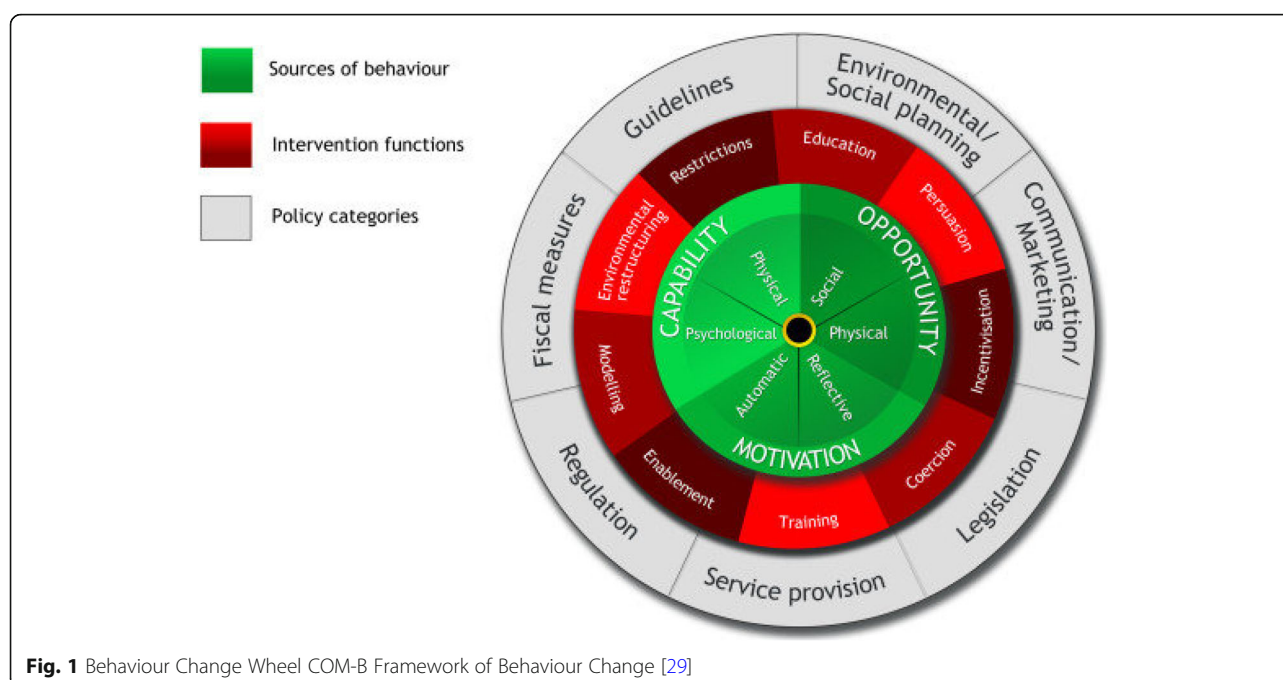 Sources of behaviour
Intervention functions
Policy categories
Guidelines
Environmental/
Social planning
Communication/
Marketing
Legislation
Service provision
Regulation
Fiscal measures
Restrictions
Education
Persuasion
Incentivisation
Coercion
Training
Enablement
Modelling
Environmental
restructuring
CAPABILITY
OPPORTUNITY
MOTIVATION
Physical
Social
Physical
Reflective
Automatic
Psychological
Fig. 1 Behaviour Change Wheel COM-B Framework of Behaviour Change [29]